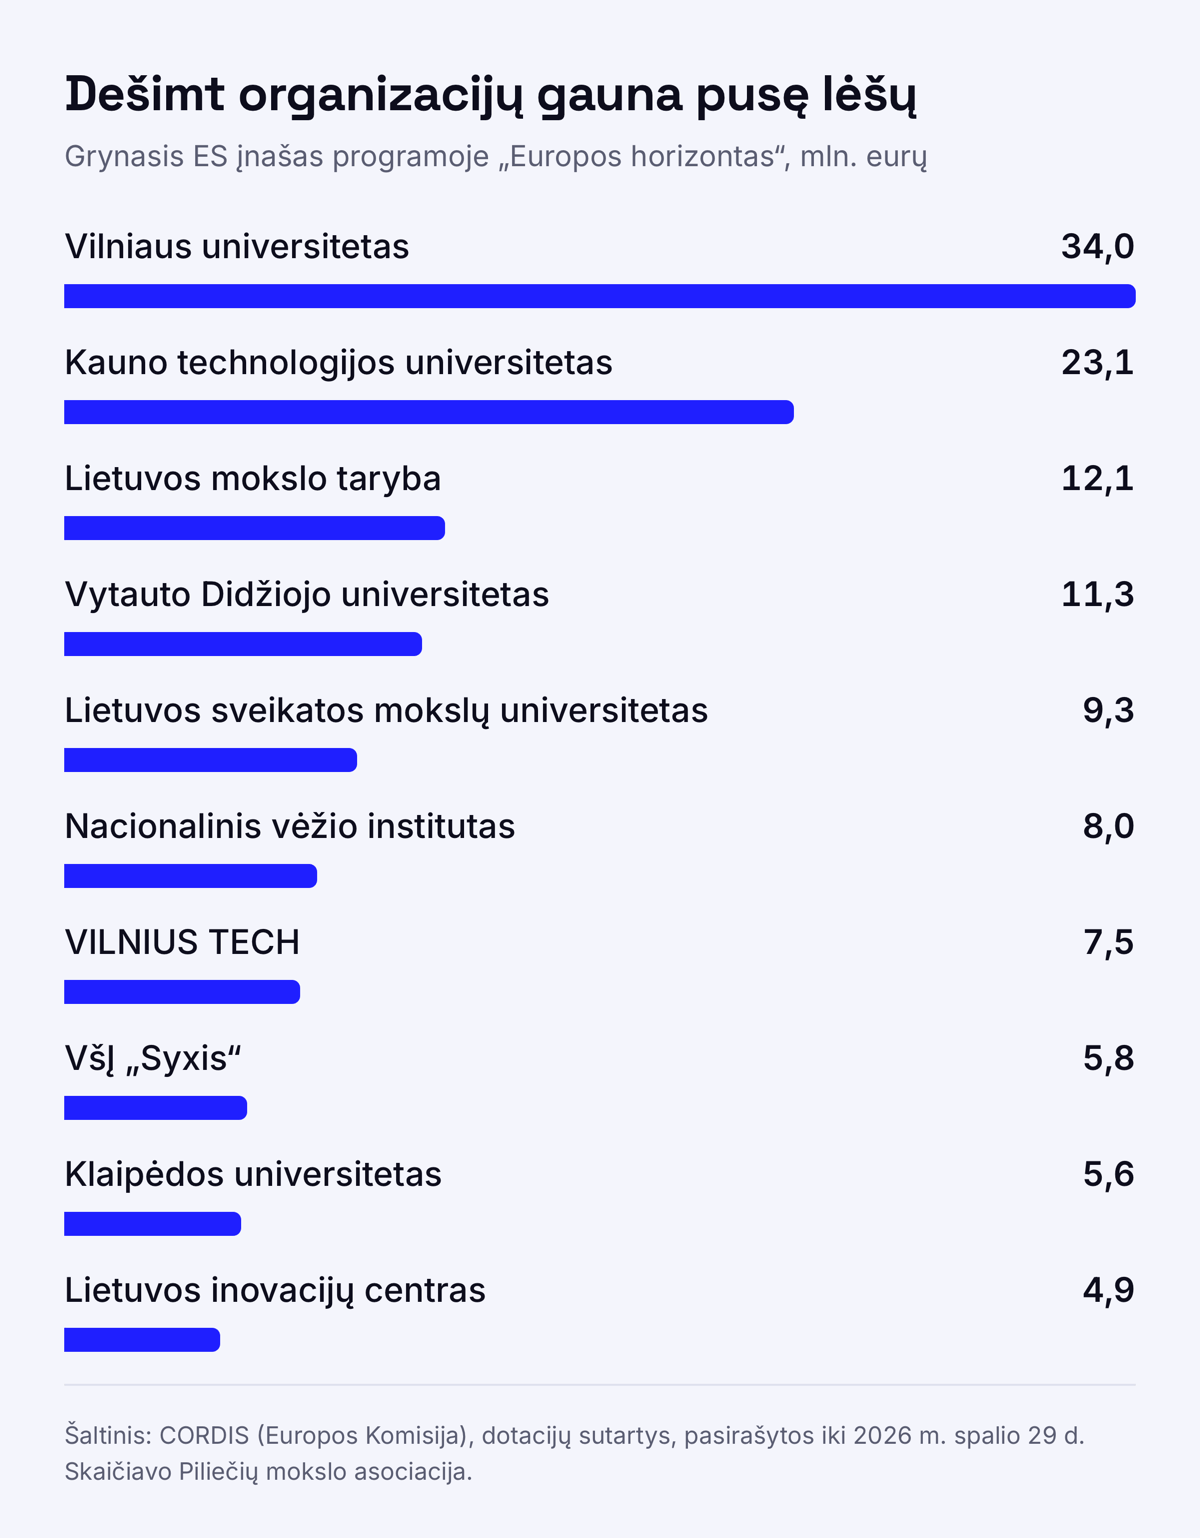 Dešimt organizacijų gauna pusę lėšų
Grynasis ES įnašas programoje „Europos horizontas“, mln. eurų
Vilniaus universitetas 34,0
Kauno technologijos universitetas 23,1
Lietuvos mokslo taryba 12,1
Vytauto Didžiojo universitetas 11,3
Lietuvos sveikatos mokslų universitetas 9,3
Nacionalinis vėžio institutas 8,0
VILNIUS TECH 7,5
VšĮ „Syxis“ 5,8
Klaipėdos universitetas 5,6
Lietuvos inovacijų centras 4,9
Šaltinis: CORDIS (Europos Komisija), dotacijų sutartys, pasirašytos iki 2026 m. spalio 29 d.
Skaičiavo Piliečių mokslo asociacija.